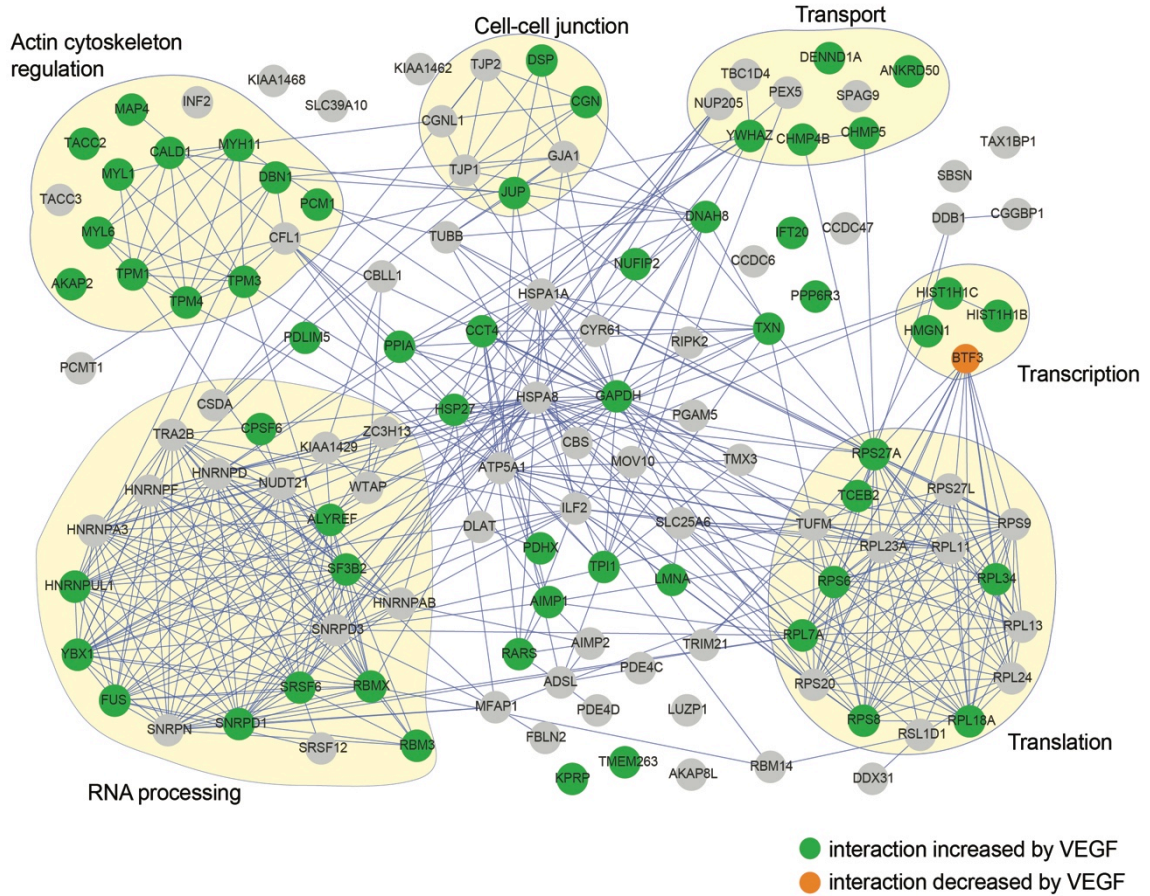 Transport
Cell-cell junction
Actin cytoskeleton
regulation
KIAA1468
SLC39A10
KIAA1462
TJP2
DSP
CGN
CGNL1
TJP1
GJA1
JUP
DENND1A
ANKRD50
TBC1D4
PEX5
SPAG9
NUP205
YWHAZ
CHMP4B
CHMP5
MAP4
INF2
TACC2
CALD1
MYH11
MYL1
DBN1
TACC3
PCM1
MYL6
CFL1
TPM1
TPM3
AKAP2
TPM4
TAX1BP1
SBSN
DDB1
CGGBP1
DNAH8
IFT20
CCDC47
TUBB
NUFIP2
CCDC6
CBLL1
HSPA1A
PPP6R3
HIST1H1C
HIST1H1B
HMGN1
BTF3
Transcription
PCMT1
PDLIM5
PPIA
CCT4
CYR61
RIPK2
TXN
HSPA8
GAPDH
HSP27
PGAM5
CBS
MOV10
TMX3
ATP5A1
ILF2
SLC25A6
DLAT
PDHX
TPI1
LMNA
AIMP1
CSDA
TRA2B
CPSF6
KIAA1429
ZC3H13
HNRNPD
HNRNPF
NUDT21
WTAP
HNRNPA3
ALYREF
SF3B2
HNRNPUL1
HNRNPAB
SNRPD3
YBX1
FUS
SRSF6
RBMX
SNRPN
SNRPD1
SRSF12
RBM3
RNA processing
RPS27A
TCEB2
RPS27L
TUFM
RPS9
RPL23A
RPL11
RPS6
RPL34
RPL7A
RPL13
RPS20
RPL24
RPS8
RPL18A
RSL1D1
Translation
RARS
AIMP2
TRIM21
PDE4C
ADSL
MFAP1
PDE4D
LUZP1
FBLN2
TMEM263
KPRP
AKAP8L
RBM14
DDX31
interaction increased by VEGF
interaction decreased by VEGF